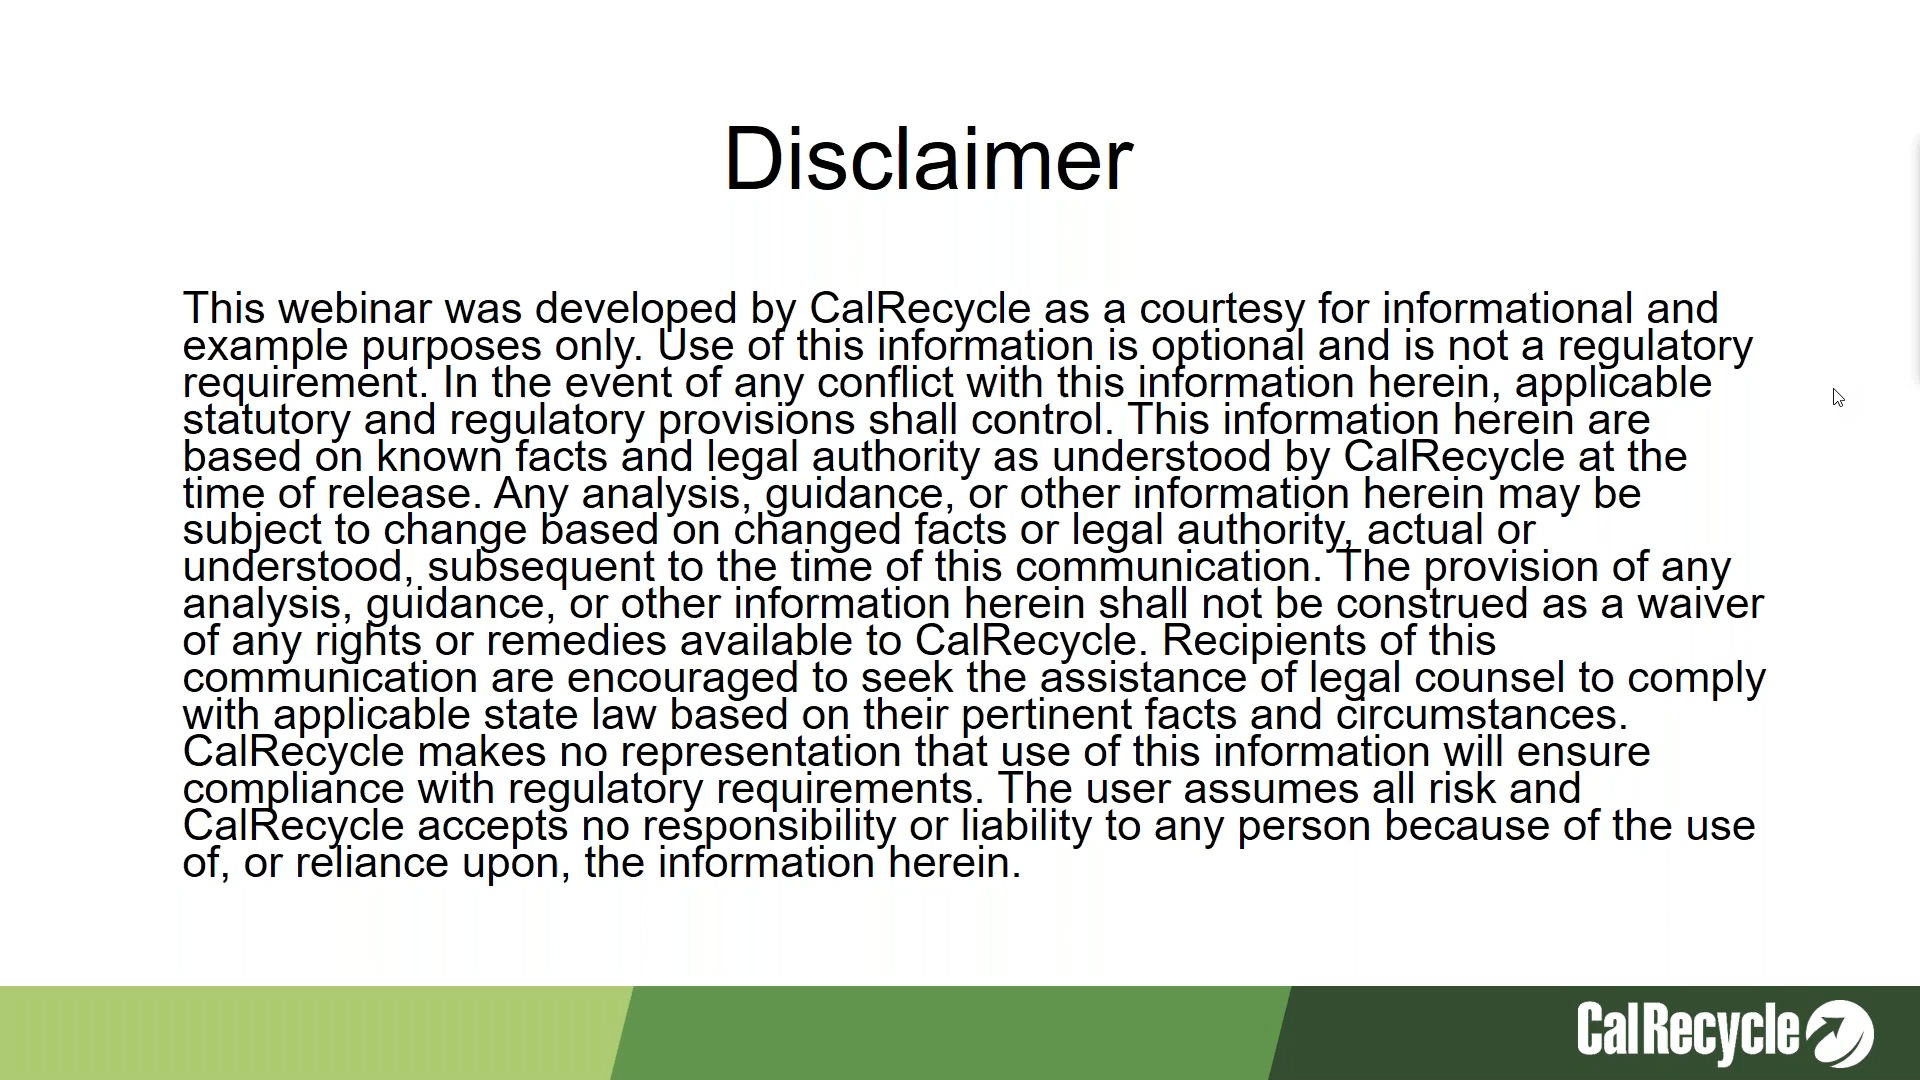 Disclaimer
This webinar was developed by CalRecycle as a courtesy for informational and
example purposes only. Use of this information is optional and is not a regulatory
requirement. In the event of any conflict with this information herein, applicable
statutory and regulatory provisions shall control. This information herein are
based on known facts and legal authority as understood by CalRecycle at the
time of release. Any analysis, guidance, or other information herein may be
subject to change based on changed facts or legal authority, actual or
understood, subsequent to the time of this communication. The provision of any
analysis, guidance, or other information herein shall not be construed as a waiver
of any rights or remedies available to CalRecycle. Recipients of this
communication are encouraged to seek the assistance of legal counsel to comply
with applicable state law based on their pertinent facts and circumstances.
CalRecycle makes no representation that use of this information will ensure
compliance with regulatory requirements. The user assumes all risk and
CalRecycle accepts no responsibility or liability to any person because of the use
of, or reliance upon, the information herein.
CalRecycle